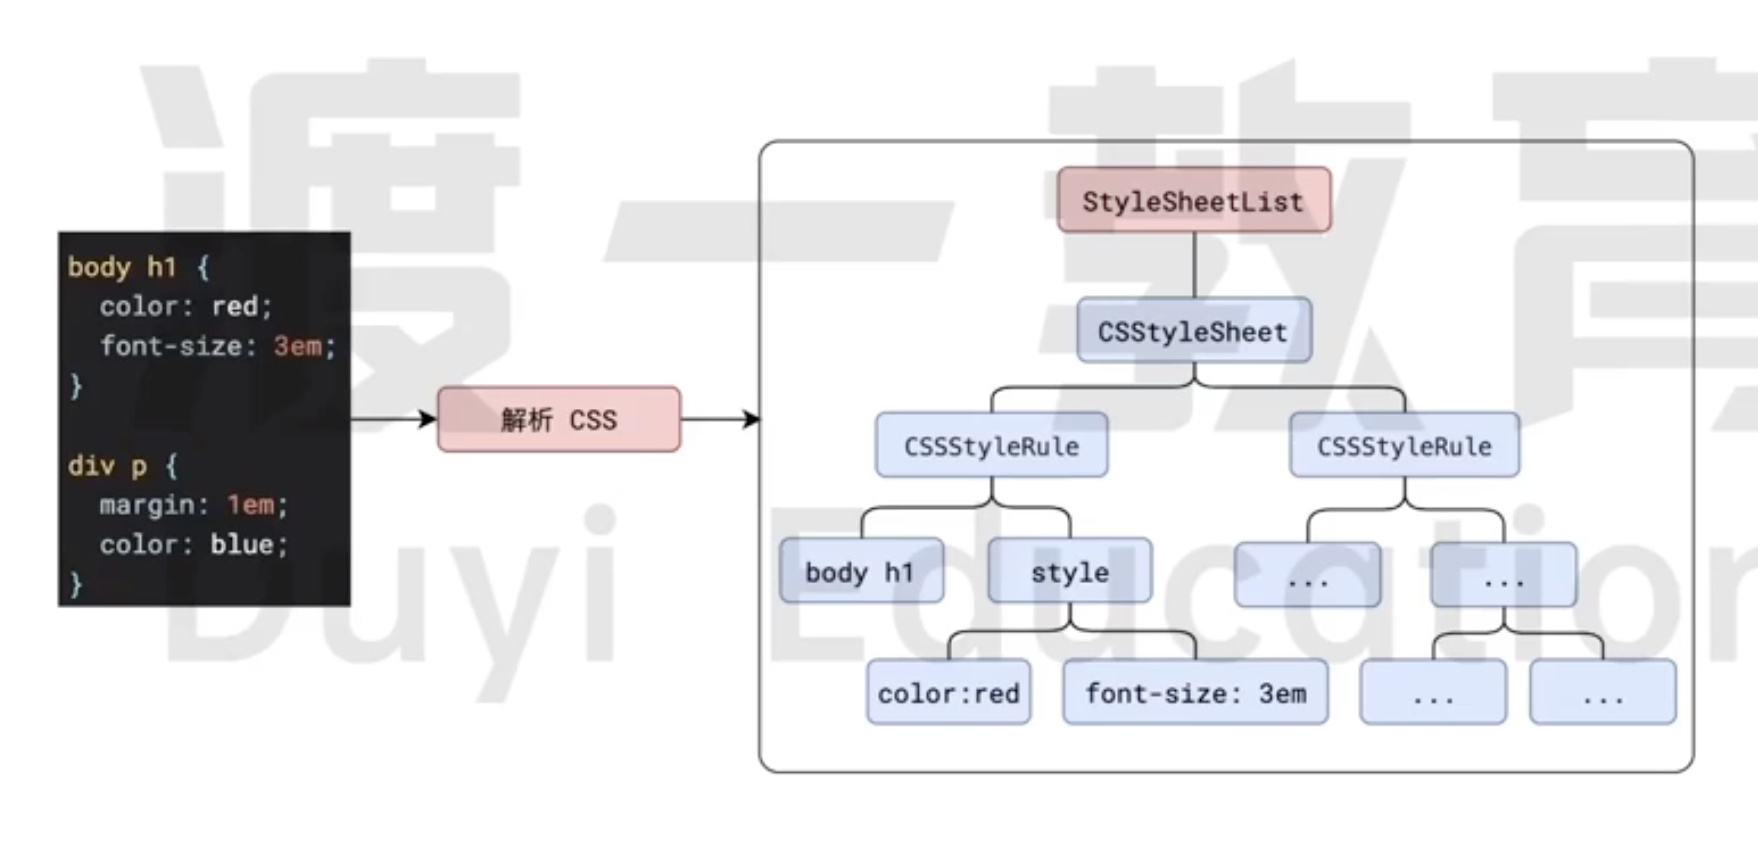 渡一教育
Duyi Education
body h1 {
color: red;
font-size: 3em;
}
div p {
margin: 1em;
color: blue;
}
解析 CSS
StyleSheetList
CSStyleSheet
CSSStyleRule
CSSStyleRule
body h1
style
...
...
color:red
font-size: 3em
...
...